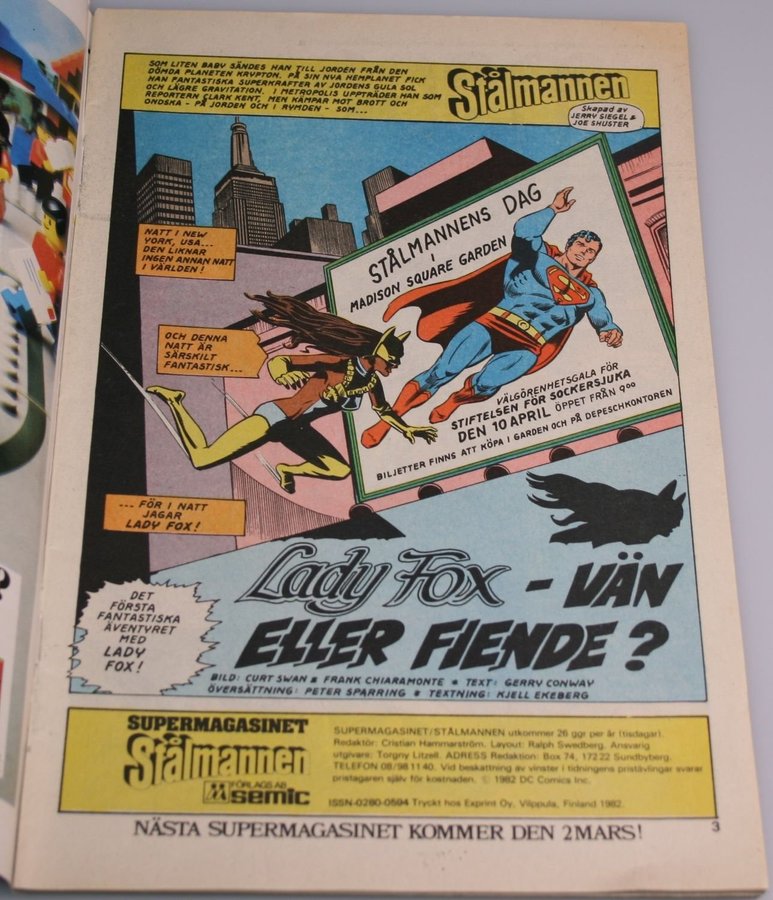 SOM LITEN BABY SÄNDES HAN TILL JORDEN FRÅN DEN
DÖMDA PLANETEN KRYPTON. PÅ SIN NYA HEMPLANET FICK
HAN FANTASTISKA SUPERKRAFTER AV JORDENS GULA SOL
OCH LÄGRE GRAVITATION. I METROPOLIS UPPTRÄDER HAN SOM
REPORTERN CLARK KENT, MEN KÄMPAR MOT BROTT OCH
ONDSKA - PÅ JORDEN OCH I RYMDEN - SOM...
Stålmannen
Skapad av
JERRY SIEGEL &
JOE SHUSTER
NATT I NEW
YORK, USA...
DEN LIKNAR
INGEN ANNAN NATT
I VÄRLDEN!
STÅLMANNENS DAG
I
MADISON SQUARE GARDEN
OCH DENNA
NATT ÄR
SÄRSKILT
FANTASTISK...
VÄLGÖRENHETSGALA FÖR
STIFTELSEN FÖR SOCKERSJUKA
DEN 10 APRIL ÖPPET FRÅN 9⁰⁰
BILJETTER FINNS ATT KÖPA I GARDEN OCH PÅ DEPESCHKONTOREN
... FÖR I NATT
JAGAR
LADY FOX!
Lady Fox - VÄN
ELLER FIENDE?
DET
FÖRSTA
FANTASTISKA
ÄVENTYRET
MED
LADY
FOX!
BILD: CURT SWAN & FRANK CHIARAMONTE * TEXT: GERRY CONWAY
ÖVERSÄTTNING: PETER SPARRING * TEXTNING: KJELL EKEBERG
SUPERMAGASINET
Stålmannen
FÖRLAGS AB
semic
SUPERMAGASINET/STÅLMANNEN utkommer 26 ggr per år (tisdagar).
Redaktör: Cristian Hammarström. Layout: Ralph Swedberg. Ansvarig
utgivare: Torgny Litzell. ADRESS Redaktion: Box 74, 172 22 Sundbyberg.
TELEFON 08/98 11 40. Vid beskattning av vinster i tidningens pristävlingar svarar
pristagaren själv för kostnaden. © 1982 DC Comics Inc.
ISSN-0280-0594 Tryckt hos Exprint Oy, Vilppula, Finland 1982.
NÄSTA SUPERMAGASINET KOMMER DEN 2 MARS!
3